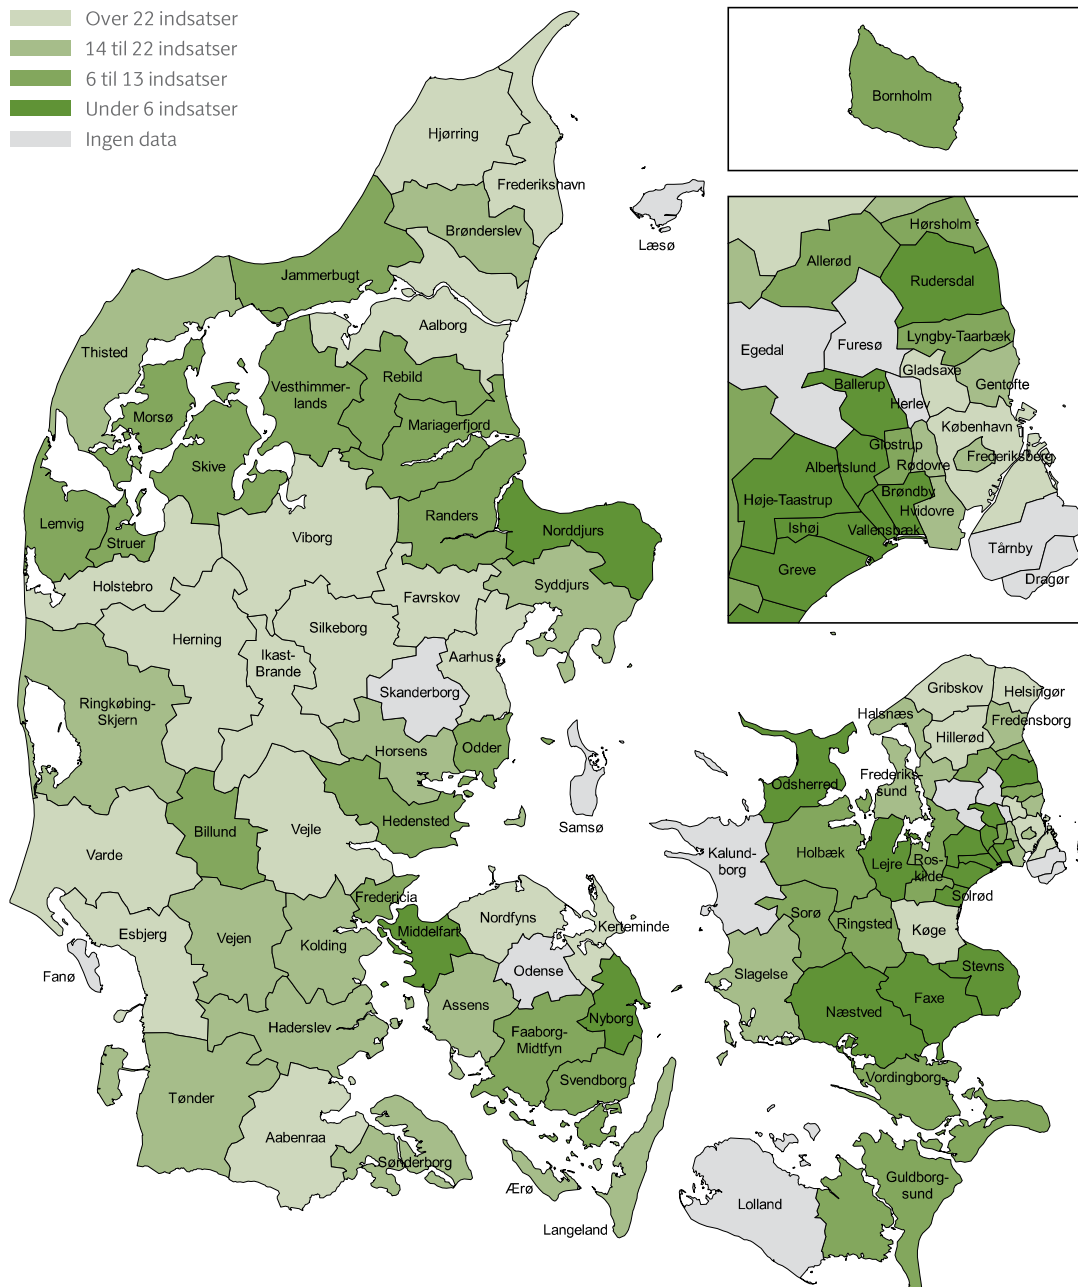 Over 22 indsatser
14 til 22 indsatser
6 til 13 indsatser
Under 6 indsatser
Ingen data
Bornholm
Hjørring
Frederikshavn
Læsø
Brønderslev
Jammerbugt
Aalborg
Thisted
Rebild
Vesthimmer-
lands
Morsø
Mariagerfjord
Skive
Lemvig
Struer
Randers
Viborg
Norddjurs
Holstebro
Favrskov
Syddjurs
Silkeborg
Herning
Ikast-
Brande
Aarhus
Skanderborg
Ringkøbing-
Skjern
Horsens
Odder
Samsø
Hedensted
Billund
Vejle
Varde
Fredericia
Esbjerg
Vejen
Kolding
Fanø
Haderslev
Tønder
Aabenraa
Sønderborg
Middelfart
Nordfyns
Kerteminde
Odense
Assens
Nyborg
Faaborg-
Midtfyn
Svendborg
Ærø
Langeland
Hørsholm
Allerød
Rudersdal
Egedal
Furesø
Lyngby-Taarbæk
Gladsaxe
Ballerup
Gentofte
Herlev
København
Glostrup
Frederiksberg
Albertslund
Rødovre
Høje-Taastrup
Brøndby
Hvidovre
Ishøj
Vallensbæk
Greve
Tårnby
Dragør
Gribskov
Helsingør
Halsnæs
Fredensborg
Hillerød
Frederiks-
sund
Odsherred
Kalund-
borg
Holbæk
Lejre
Ros-
kilde
Solrød
Sorø
Ringsted
Køge
Slagelse
Stevns
Faxe
Næstved
Vordingborg
Guldborg-
sund
Lolland